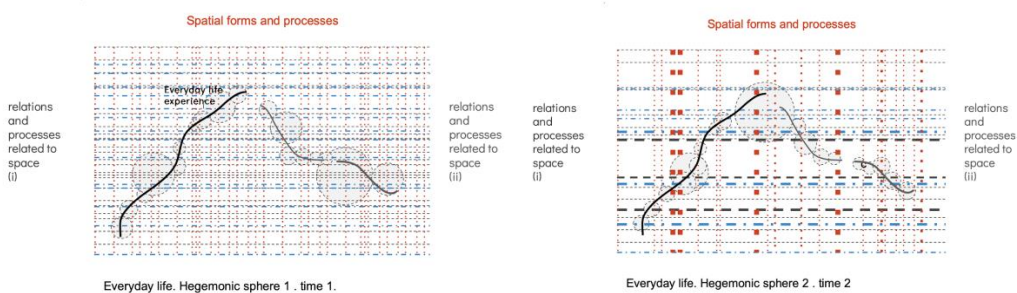 Spatial forms and processes
Everyday life
experience
relations
and
processes
related to
space
(i)
relations
and
processes
related to
space
(ii)
Everyday life. Hegemonic sphere 1 . time 1.
Spatial forms and processes
relations
and
processes
related to
space
(i)
relations
and
processes
related to
space
(ii)
Everyday life. Hegemonic sphere 2 . time 2